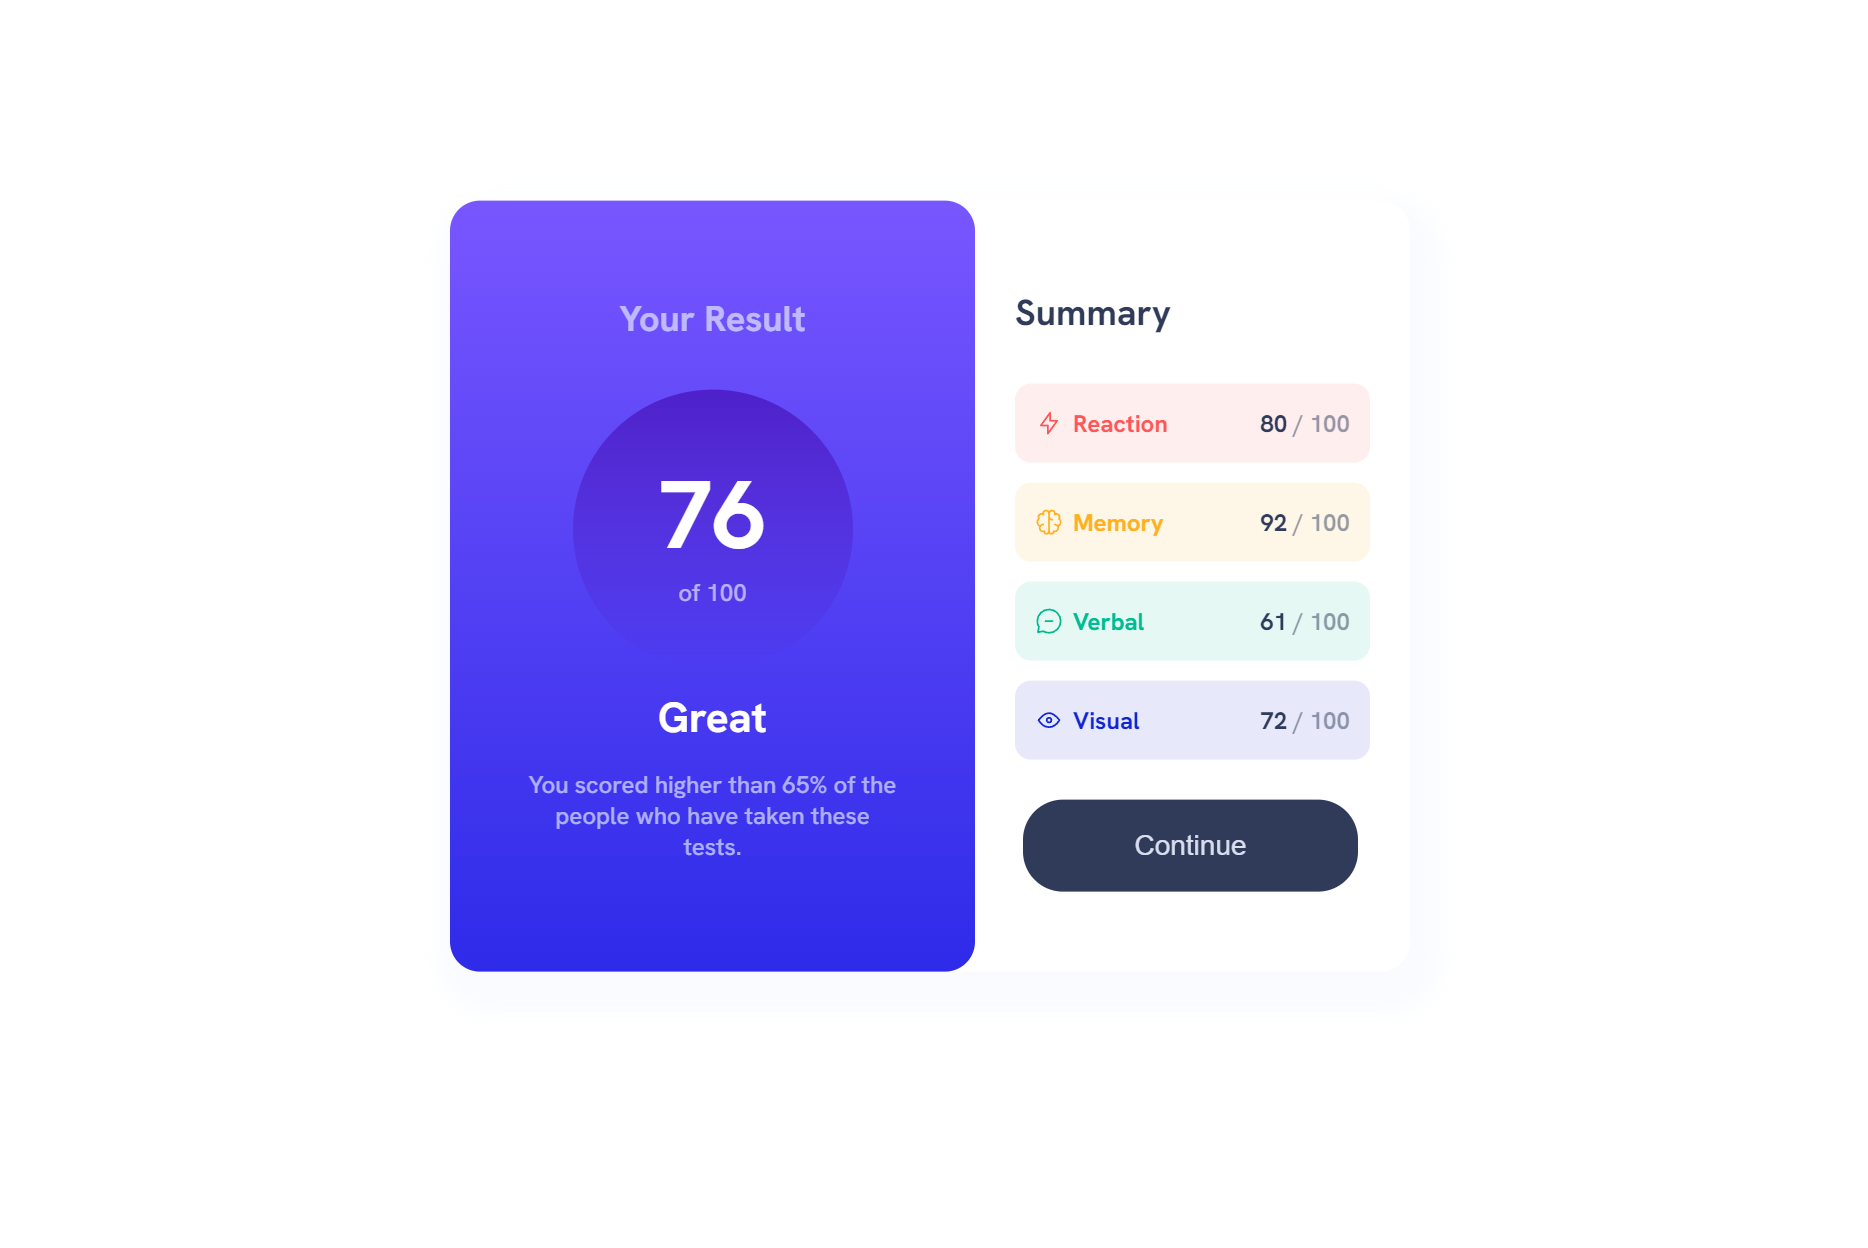 Your Result
76
of 100
Great
You scored higher than 65% of the
people who have taken these
tests.
Summary
Reaction 80 / 100
Memory 92 / 100
Verbal 61 / 100
Visual 72 / 100
Continue